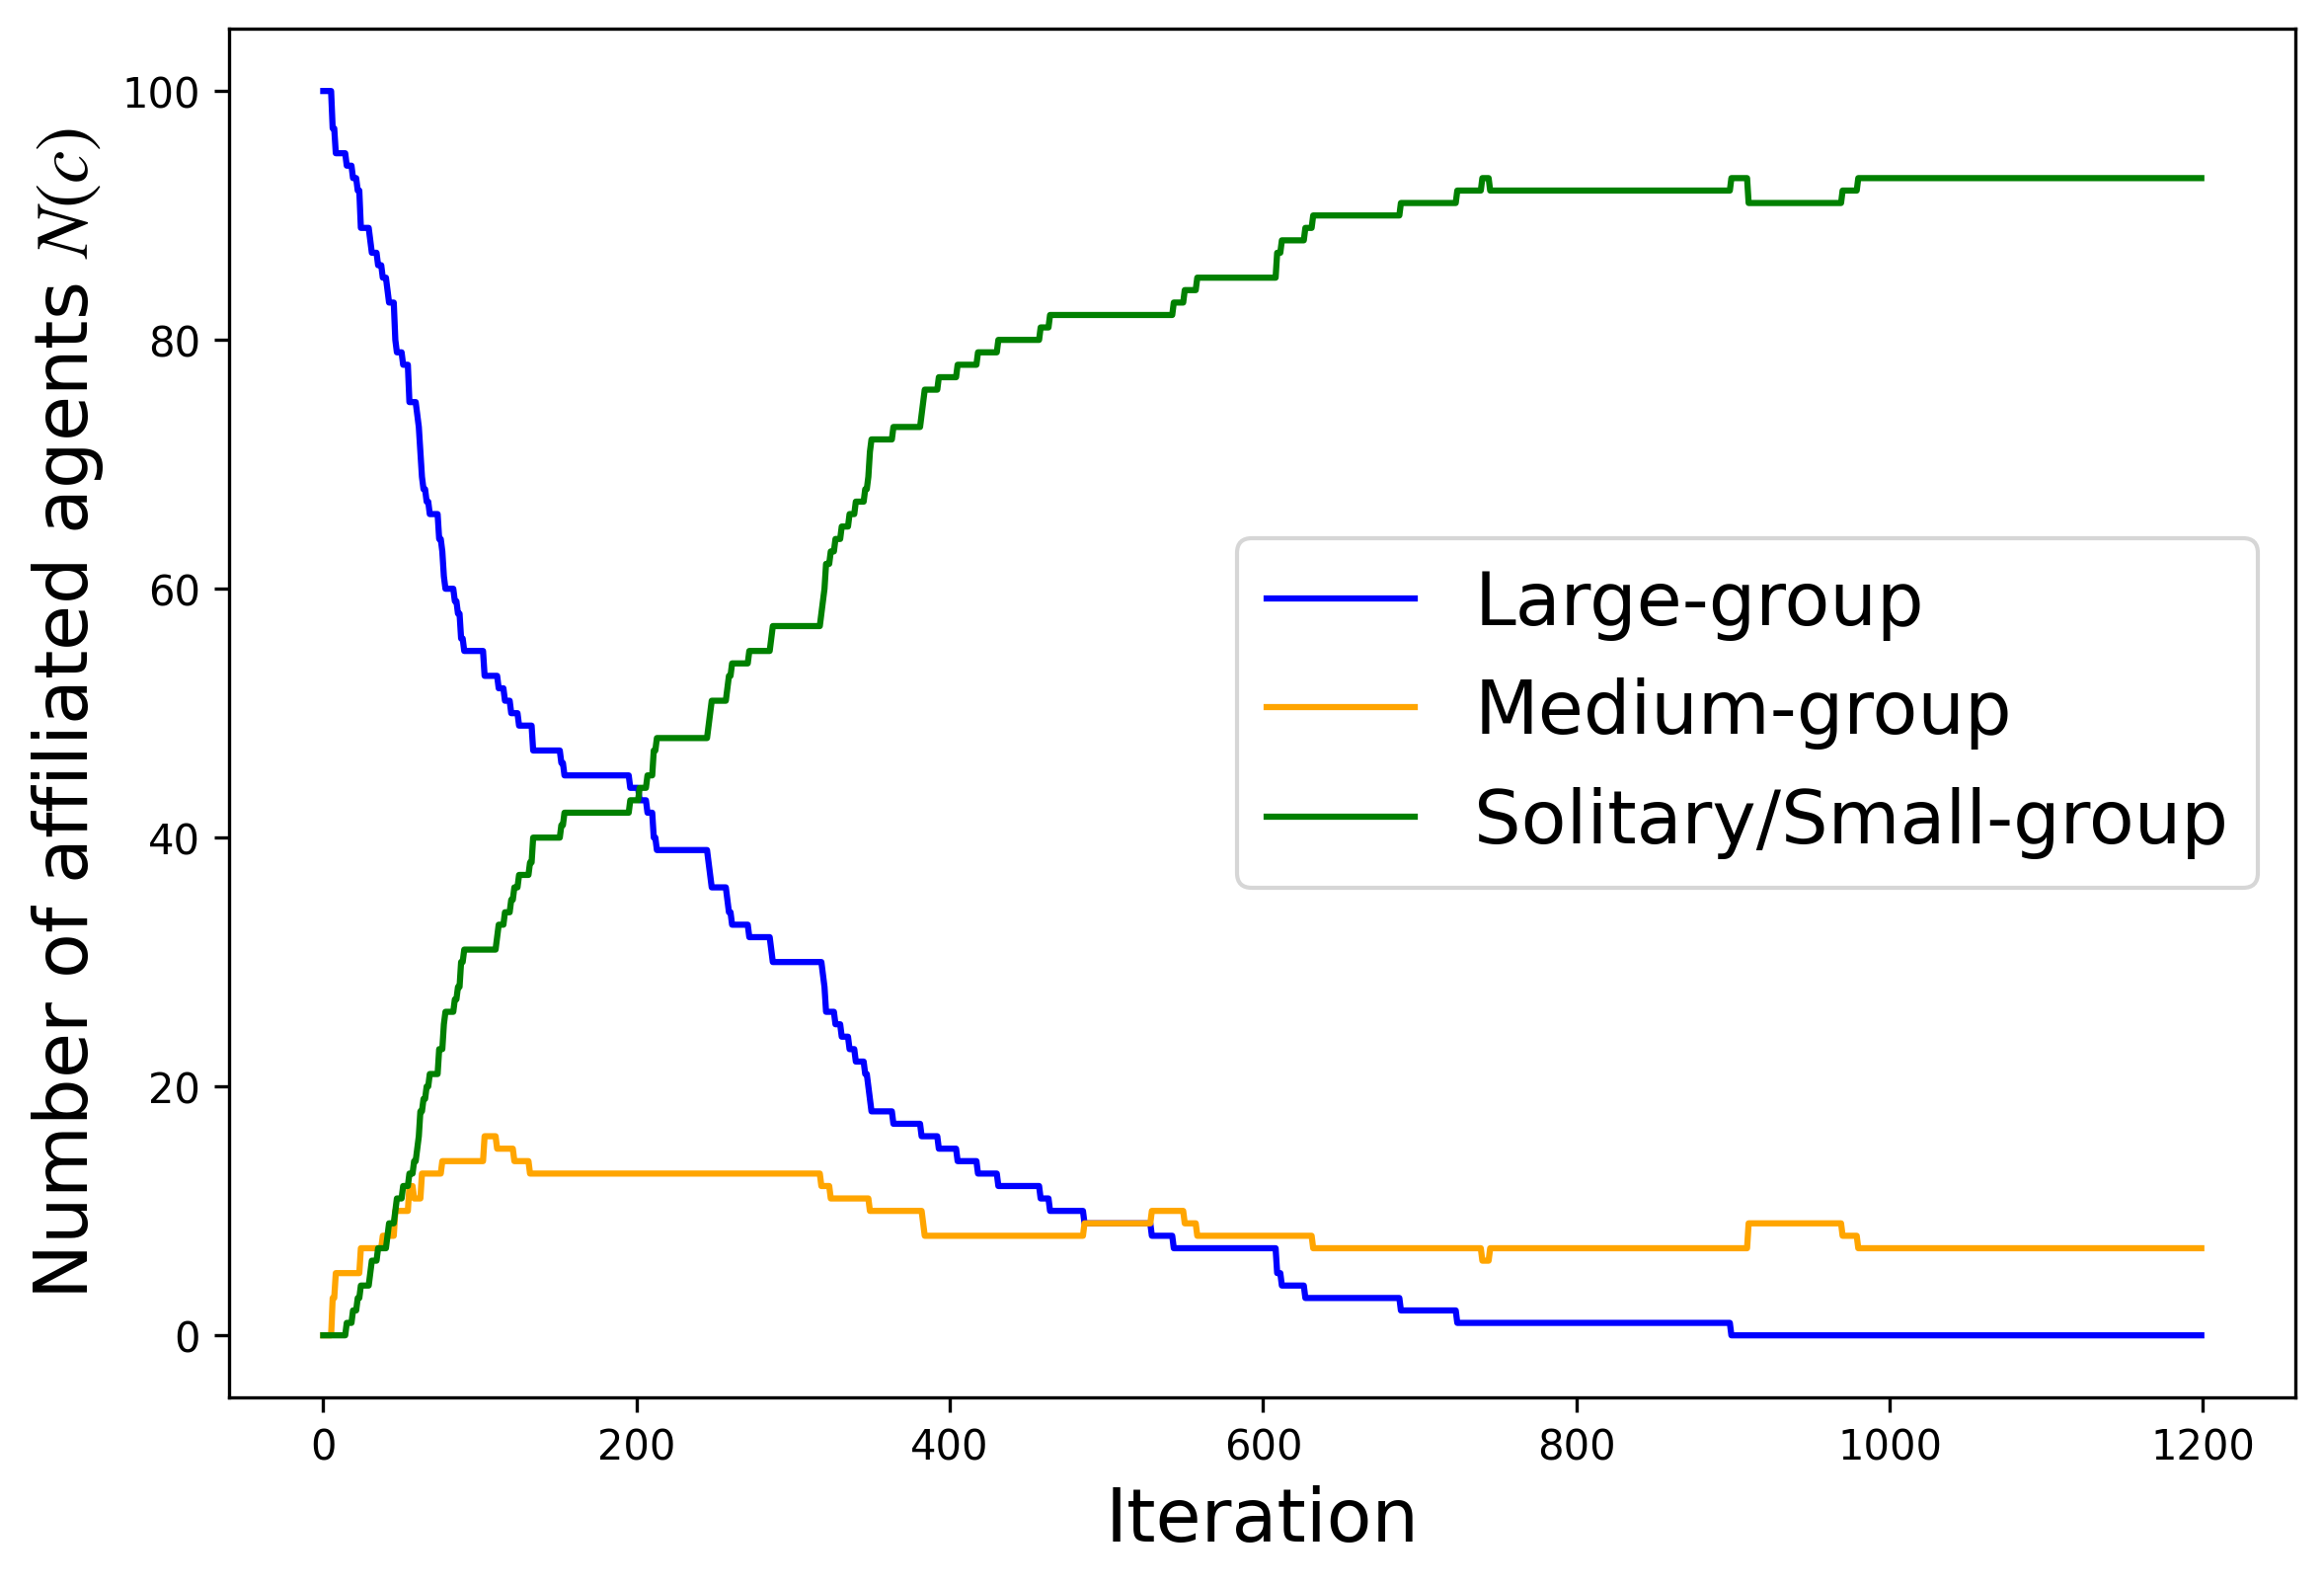 Number of affiliated agents N(c)
100
80
60
40
20
0
Large-group
Medium-group
Solitary/Small-group
0 200 400 600 800 1000 1200
Iteration